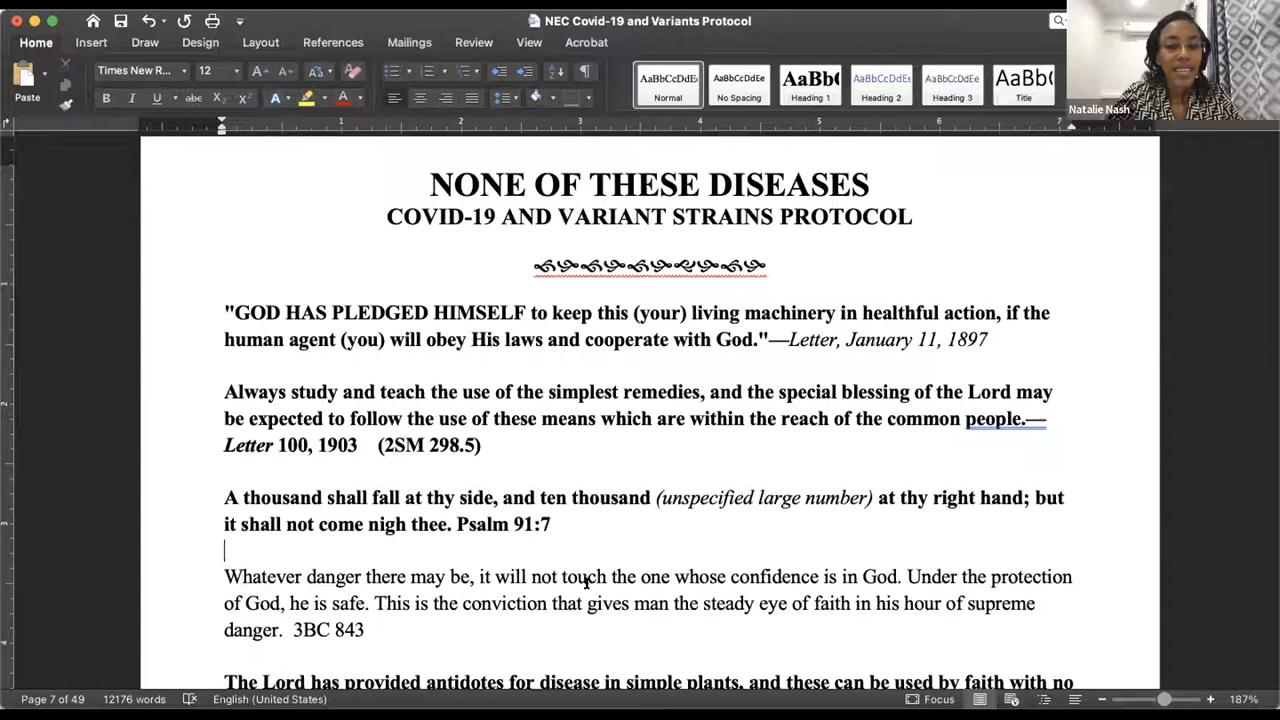 NEC Covid-19 and Variants Protocol
Home Insert Draw Design Layout References Mailings Review View Acrobat
Paste
Times New R... 12
AaBbCcDdE AaBbCcDdEe AaBb( AaBbCcDdEe AaBbCcDdEe AaBb(
Normal No Spacing Heading 1 Heading 2 Heading 3 Title
Natalie Nash
1 2 3 4 5 6 7
NONE OF THESE DISEASES
COVID-19 AND VARIANT STRAINS PROTOCOL
"GOD HAS PLEDGED HIMSELF to keep this (your) living machinery in healthful action, if the
human agent (you) will obey His laws and cooperate with God."—Letter, January 11, 1897
Always study and teach the use of the simplest remedies, and the special blessing of the Lord may
be expected to follow the use of these means which are within the reach of the common people.—
Letter 100, 1903 (2SM 298.5)
A thousand shall fall at thy side, and ten thousand (unspecified large number) at thy right hand; but
it shall not come nigh thee. Psalm 91:7
Whatever danger there may be, it will not touch the one whose confidence is in God. Under the protection
of God, he is safe. This is the conviction that gives man the steady eye of faith in his hour of supreme
danger. 3BC 843
The Lord has provided antidotes for disease in simple plants, and these can be used by faith with no
Page 7 of 49 12176 words English (United States) Focus 187%